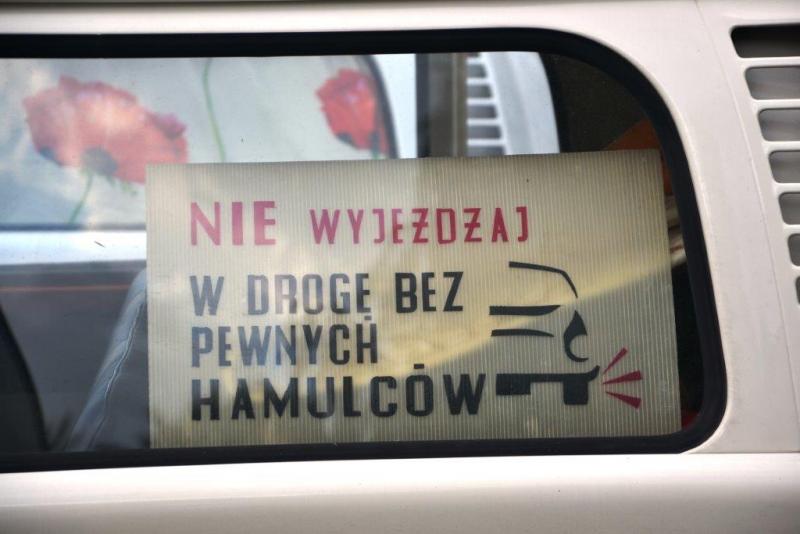 NIE WYJEŻDŻAJ
W DROGĘ BEZ
PEWNYCH
HAMULCÓW